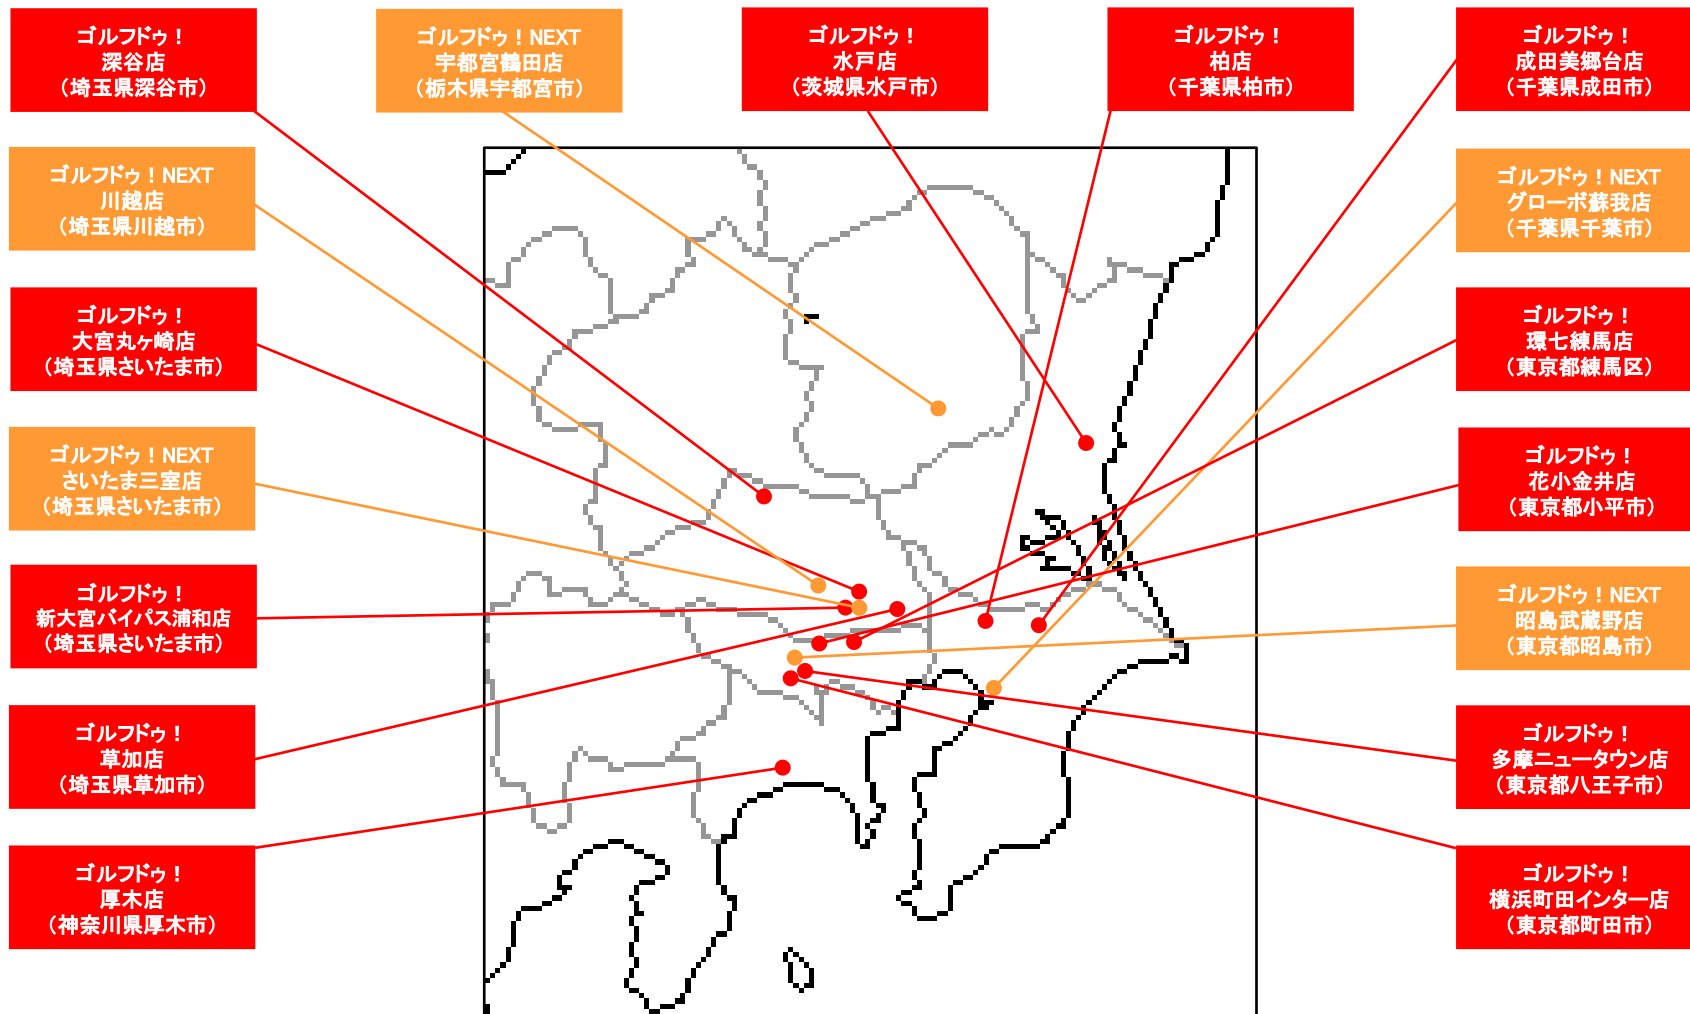 ゴルフドゥ！
深谷店
（埼玉県深谷市）
ゴルフドゥ！NEXT
宇都宮鶴田店
（栃木県宇都宮市）
ゴルフドゥ！
水戸店
（茨城県水戸市）
ゴルフドゥ！
柏店
（千葉県柏市）
ゴルフドゥ！
成田美郷台店
（千葉県成田市）
ゴルフドゥ！NEXT
川越店
（埼玉県川越市）
ゴルフドゥ！NEXT
グローボ蘇我店
（千葉県千葉市）
ゴルフドゥ！
大宮丸ヶ崎店
（埼玉県さいたま市）
ゴルフドゥ！
環七練馬店
（東京都練馬区）
ゴルフドゥ！NEXT
さいたま三室店
（埼玉県さいたま市）
ゴルフドゥ！
花小金井店
（東京都小平市）
ゴルフドゥ！
新大宮バイパス浦和店
（埼玉県さいたま市）
ゴルフドゥ！NEXT
昭島武蔵野店
（東京都昭島市）
ゴルフドゥ！
草加店
（埼玉県草加市）
ゴルフドゥ！
多摩ニュータウン店
（東京都八王子市）
ゴルフドゥ！
厚木店
（神奈川県厚木市）
ゴルフドゥ！
横浜町田インター店
（東京都町田市）